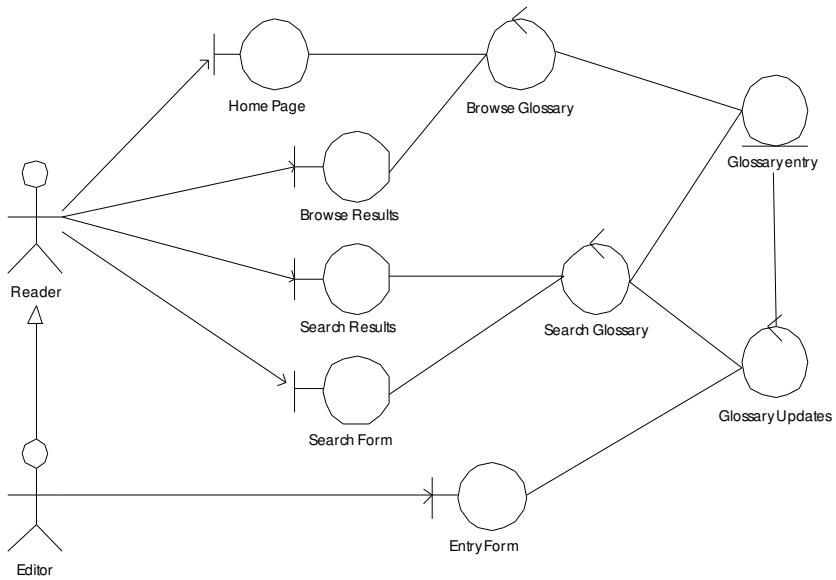 Home Page
Browse Glossary
Glossary entry
Browse Results
Reader
Search Results
Search Glossary
Glossary Updates
Search Form
Entry Form
Editor